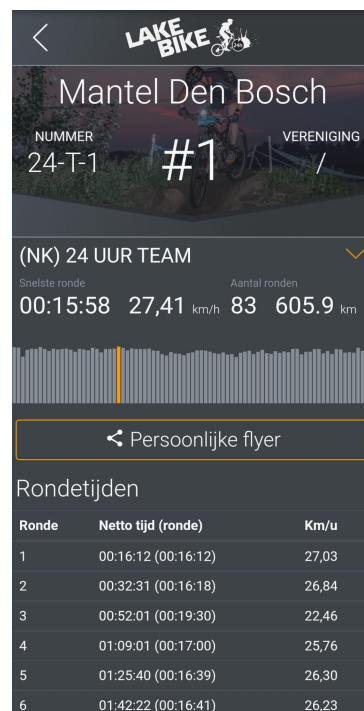 LAKE
BIKE 24h
Mantel Den Bosch
NUMMER
24-T-1
#1
VERENIGING
/
(NK) 24 UUR TEAM
Snelste ronde
Aantal ronden
00:15:58 27,41 km/h 83 605.9 km
Persoonlijke flyer
Rondetijden
Ronde Netto tijd (ronde) Km/u
1 00:16:12 (00:16:12) 27,03
2 00:32:31 (00:16:18) 26,84
3 00:52:01 (00:19:30) 22,46
4 01:09:01 (00:17:00) 25,76
5 01:25:40 (00:16:39) 26,30
6 01:42:22 (00:16:41) 26,23